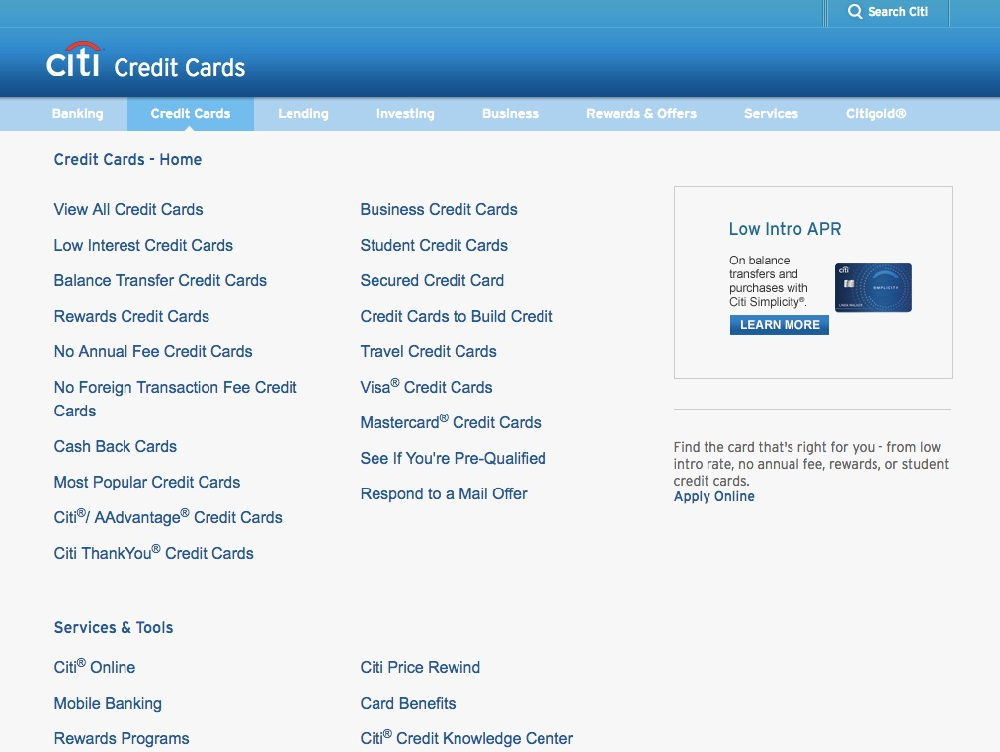 Search Citi
citi Credit Cards
Banking Credit Cards Lending Investing Business Rewards & Offers Services Citigold®
Credit Cards - Home
View All Credit Cards
Low Interest Credit Cards
Balance Transfer Credit Cards
Rewards Credit Cards
No Annual Fee Credit Cards
No Foreign Transaction Fee Credit
Cards
Cash Back Cards
Most Popular Credit Cards
Citi®/ AAdvantage® Credit Cards
Citi ThankYou® Credit Cards
Business Credit Cards
Student Credit Cards
Secured Credit Card
Credit Cards to Build Credit
Travel Credit Cards
Visa® Credit Cards
Mastercard® Credit Cards
See If You're Pre-Qualified
Respond to a Mail Offer
Low Intro APR
On balance
transfers and
purchases with
Citi Simplicity®.
LEARN MORE
citi
SIMPLICITY
LINDA WALKER
Find the card that's right for you - from low
intro rate, no annual fee, rewards, or student
credit cards.
Apply Online
Services & Tools
Citi® Online
Mobile Banking
Rewards Programs
Citi Price Rewind
Card Benefits
Citi® Credit Knowledge Center